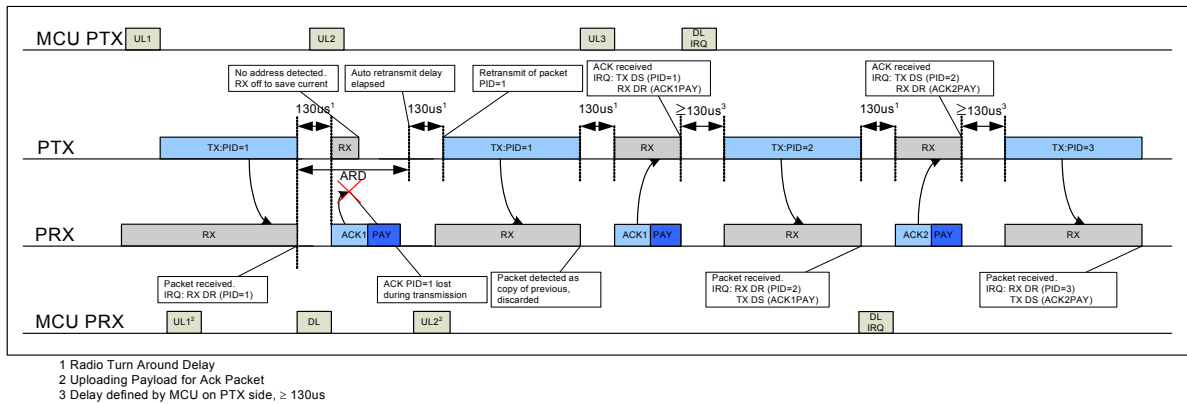 MCU PTX
UL1
UL2
UL3
DL
IRQ
No address detected.
RX off to save current
Auto retransmit delay
elapsed
Retransmit of packet
PID=1
ACK received
IRQ: TX DS (PID=1)
RX DR (ACK1PAY)
ACK received
IRQ: TX DS (PID=2)
RX DR (ACK2PAY)
130us1
130us1
130us1
≥130us3
130us1
≥130us3
PTX
TX:PID=1
RX
TX:PID=1
RX
TX:PID=2
RX
TX:PID=3
ARD
PRX
RX
ACK1
PAY
RX
ACK1
PAY
RX
ACK2
PAY
RX
Packet received.
IRQ: RX DR (PID=1)
ACK PID=1 lost
during transmission
Packet detected as
copy of previous,
discarded
Packet received.
IRQ: RX DR (PID=2)
TX DS (ACK1PAY)
Packet received.
IRQ: RX DR (PID=3)
TX DS (ACK2PAY)
MCU PRX
UL1²
DL
UL2²
DL
IRQ
1 Radio Turn Around Delay
2 Uploading Payload for Ack Packet
3 Delay defined by MCU on PTX side, ≥ 130us